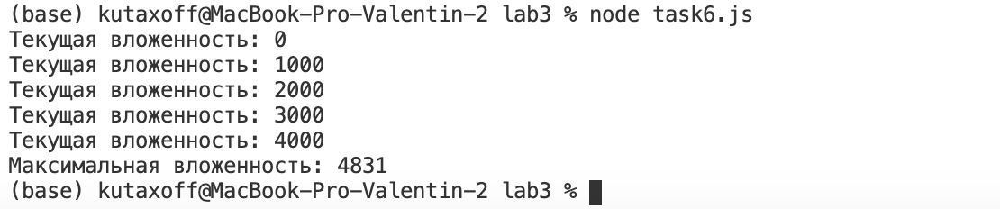 (base) kutaxoff@MacBook-Pro-Valentin-2 lab3 % node task6.js
Текущая вложенность: 0
Текущая вложенность: 1000
Текущая вложенность: 2000
Текущая вложенность: 3000
Текущая вложенность: 4000
Максимальная вложенность: 4831
(base) kutaxoff@MacBook-Pro-Valentin-2 lab3 %